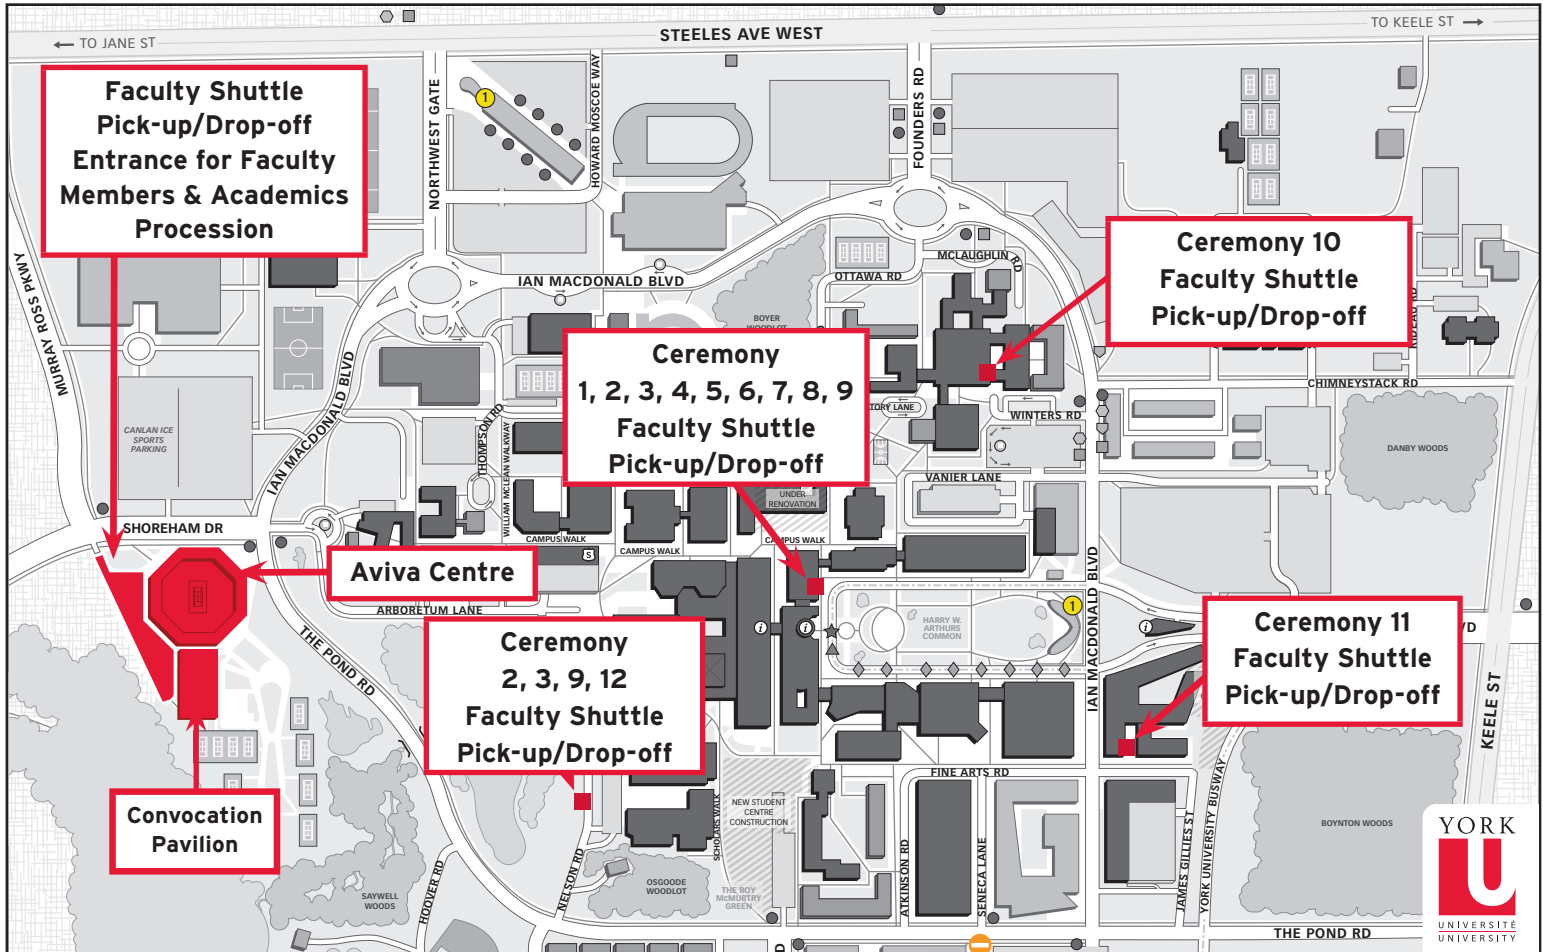 TO KEELE ST
STEELES AVE WEST
TO JANE ST
Faculty Shuttle
Pick-up/Drop-off
Entrance for Faculty
Members & Academics
Procession
NORTHWEST GATE
1
HOWARD MOSCOE WAY
FOUNDERS RD
Ceremony 10
Faculty Shuttle
Pick-up/Drop-off
MCLAUGHLIN RD
OTTAWA RD
IAN MACDONALD BLVD
MURRAY ROSS PKWY
BOYER
Ceremony
1, 2, 3, 4, 5, 6, 7, 8, 9
Faculty Shuttle
Pick-up/Drop-off
RIDEAU RD
CHIMNEYSTACK RD
IAN MACDONALD BLVD
CANLAN ICE
SPORTS
PARKING
THOMPSON RD
WILLIAM MCLEAN WALKWAY
TORY LANE
WINTERS RD
DANBY WOODS
VANIER LANE
UNDER
RENOVATION
SHOREHAM DR
CAMPUS WALK
CAMPUS WALK
CAMPUS WALK
S
Aviva Centre
IAN MACDONALD BLVD
ARBORETUM LANE
1
HARRY W.
ARTHURS
COMMON
i
i
i
Ceremony 11
Faculty Shuttle
Pick-up/Drop-off
VD
THE POND RD
Ceremony
2, 3, 9, 12
Faculty Shuttle
Pick-up/Drop-off
KEELE ST
FINE ARTS RD
Convocation
Pavilion
NEW STUDENT
CENTRE
CONSTRUCTION
SCHOLARS WALK
BOYNTON WOODS
YORK
U
UNIVERSITÉ
UNIVERSITY
JAMES GILLIES ST
YORK UNIVERSITY BUSWAY
ATKINSON RD
SENECA LANE
NELSON RD
HOOVER RD
SAYWELL
WOODS
OSGOODE
WOODLOT
THE ROY
McMURTRY
GREEN
THE POND RD
D